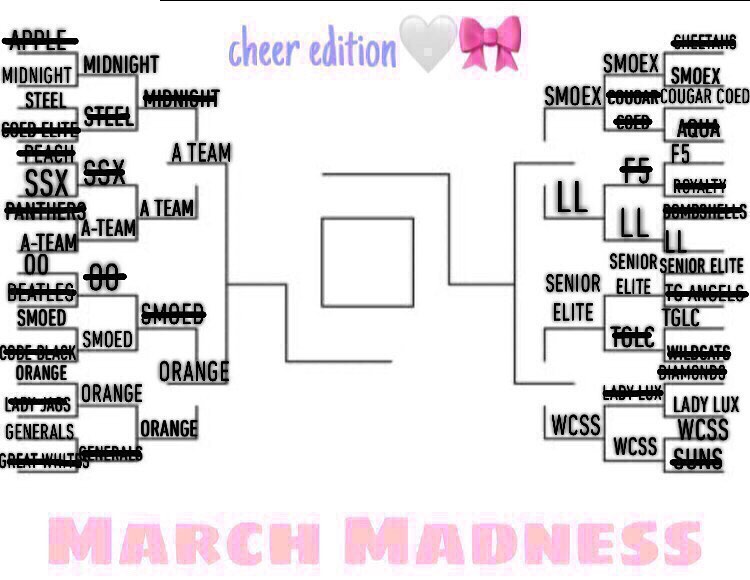 cheer edition
APPLE
MIDNIGHT
STEEL
COED ELITE
PEACH
SSX
PANTHERS
A-TEAM
OO
BEATLES
SMOED
CODE BLACK
ORANGE
LADY JAGS
GENERALS
GREAT WHITES
MIDNIGHT
STEEL
SSX
A-TEAM
OO
SMOED
ORANGE
GENERALS
MIDNIGHT
A TEAM
SMOED
ORANGE
A TEAM
ORANGE
SMOEX
LL
SENIOR
ELITE
WCSS
SMOEX
COUGAR
COED
F5
LL
SENIOR
ELITE
TGLC
LADY LUX
WCSS
CHEETAHS
SMOEX
COUGAR COED
AQUA
F5
ROYALTY
BOMBSHELLS
LL
SENIOR ELITE
TG ANGELS
TGLC
WILDCATS
DIAMONDS
LADY LUX
WCSS
SUNS
MARCH MADNESS